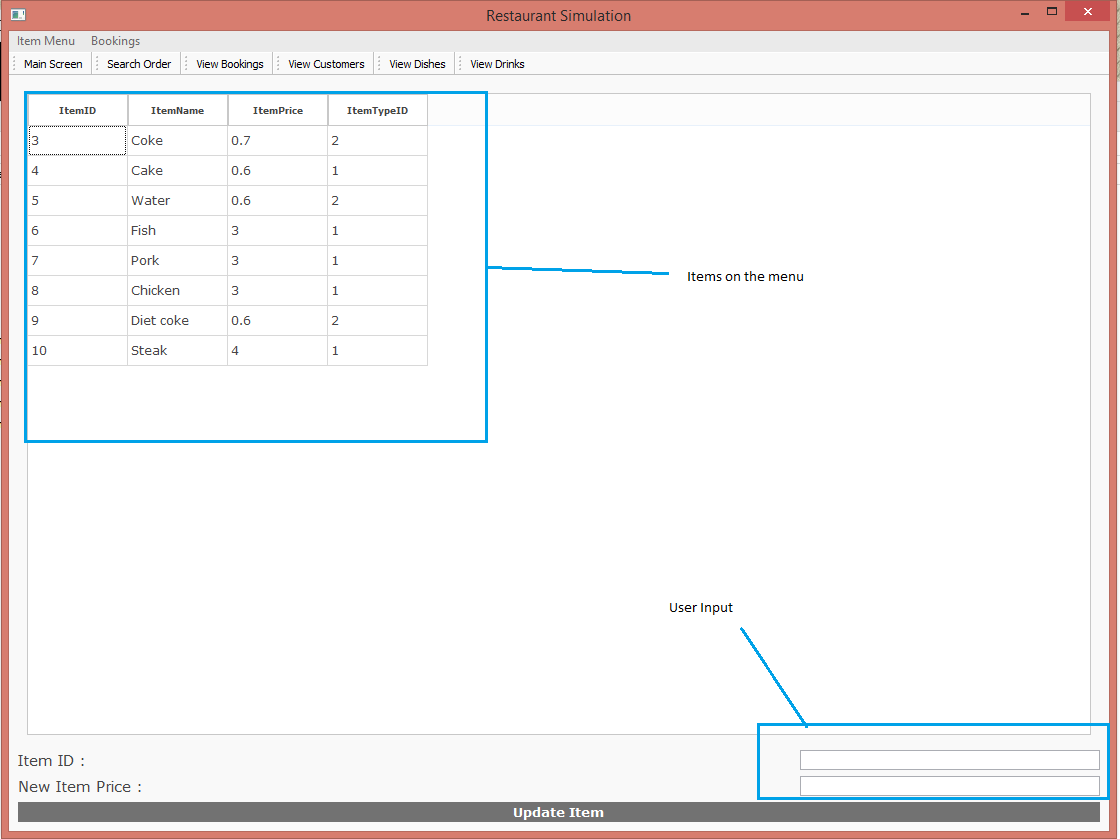 Restaurant Simulation
Item Menu Bookings
Main Screen Search Order View Bookings View Customers View Dishes View Drinks
ItemID ItemName ItemPrice ItemTypeID
3 Coke 0.7 2
4 Cake 0.6 1
5 Water 0.6 2
6 Fish 3 1
7 Pork 3 1
8 Chicken 3 1
9 Diet coke 0.6 2
10 Steak 4 1
Items on the menu
User Input
Item ID :
New Item Price :
Update Item